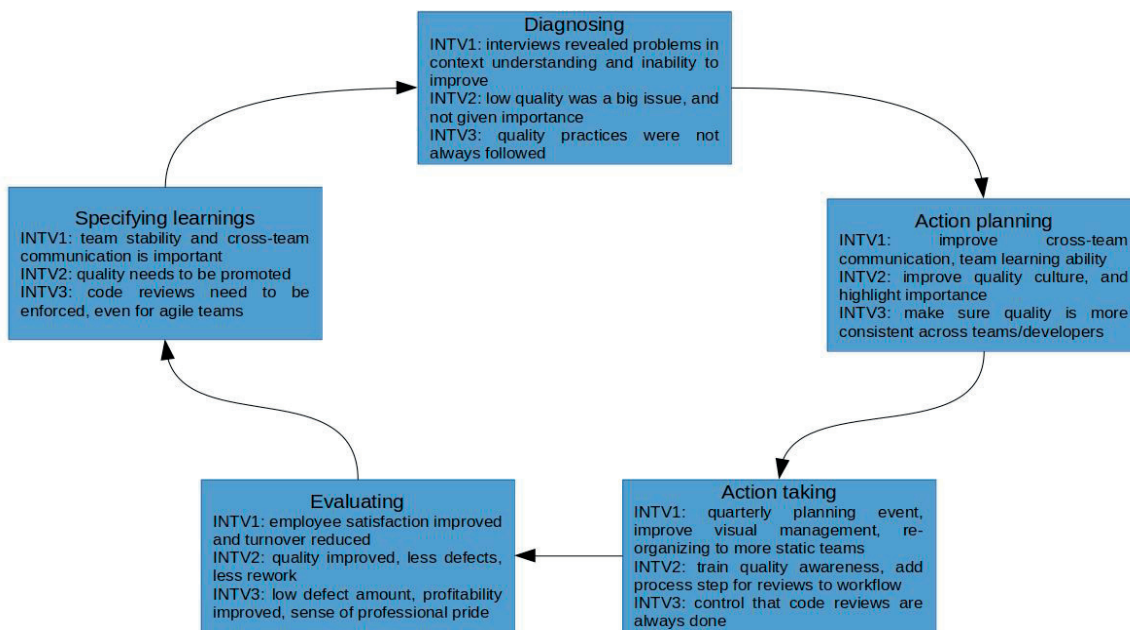 Diagnosing
INTV1: interviews revealed problems in
context understanding and inability to
improve
INTV2: low quality was a big issue, and
not given importance
INTV3: quality practices were not
always followed
Specifying learnings
INTV1: team stability and cross-team
communication is important
INTV2: quality needs to be promoted
INTV3: code reviews need to be
enforced, even for agile teams
Action planning
INTV1: improve cross-team
communication, team learning ability
INTV2: improve quality culture, and
highlight importance
INTV3: make sure quality is more
consistent across teams/developers
Evaluating
INTV1: employee satisfaction improved
and turnover reduced
INTV2: quality improved, less defects,
less rework
INTV3: low defect amount, profitability
improved, sense of professional pride
Action taking
INTV1: quarterly planning event,
improve visual management, re-
organizing to more static teams
INTV2: train quality awareness, add
process step for reviews to workflow
INTV3: control that code reviews are
always done